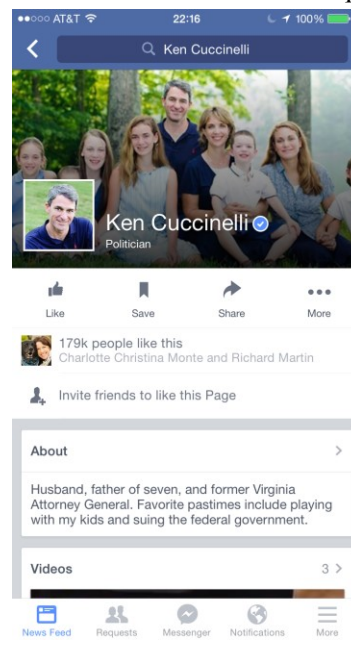 AT&T 22:16 100%
Ken Cuccinelli
Ken Cuccinelli
Politician
Like Save Share More
179k people like this
Charlotte Christina Monte and Richard Martin
Invite friends to like this Page
About
Husband, father of seven, and former Virginia
Attorney General. Favorite pastimes include playing
with my kids and suing the federal government.
Videos 3
News Feed Requests Messenger Notifications More